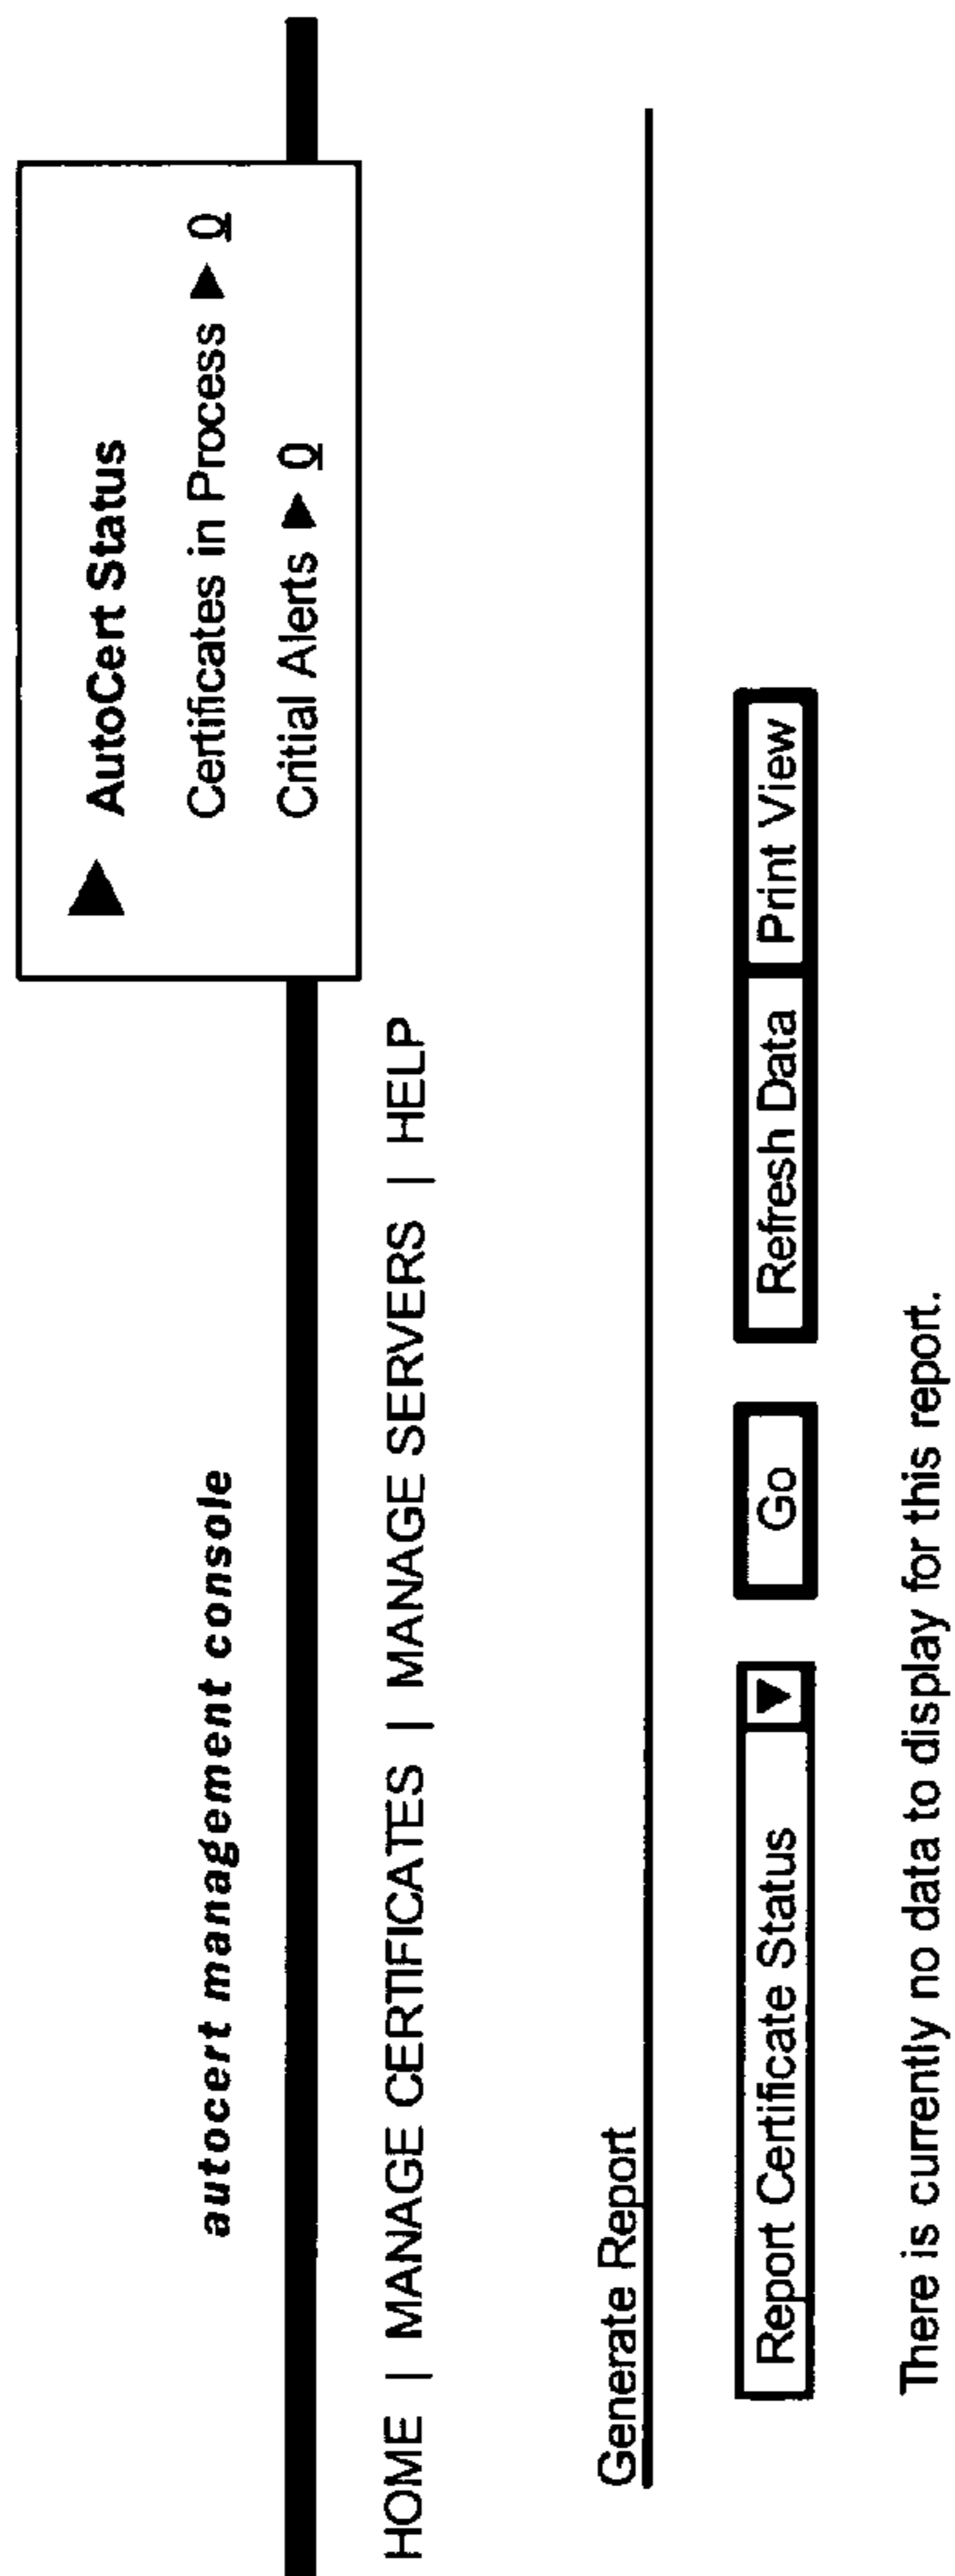 AutoCert Status
Certificates in Process ▶ 0
Critial Alerts ▶ 0
autocert management console
HOME | MANAGE CERTIFICATES | MANAGE SERVERS | HELP
Generate Report
Report Certificate Status ▼ Go Refresh Data Print View
There is currently no data to display for this report.